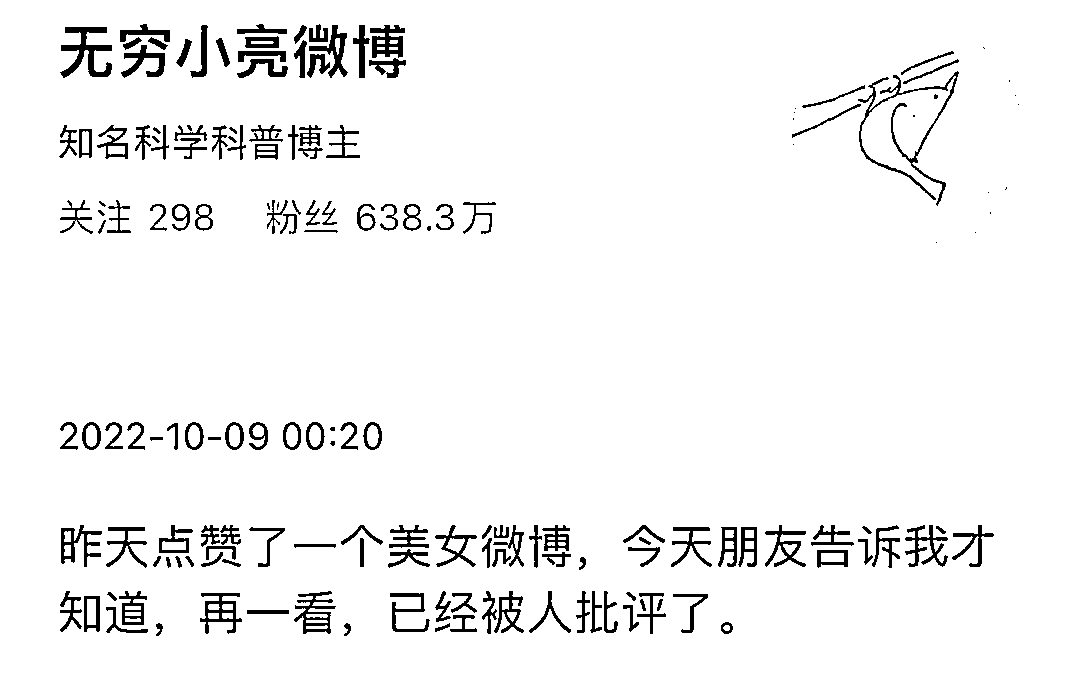 无穷小亮微博
知名科学科普博主
关注 298 粉丝 638.3万
2022-10-09 00:20
昨天点赞了一个美女微博，今天朋友告诉我才
知道，再一看，已经被人批评了。